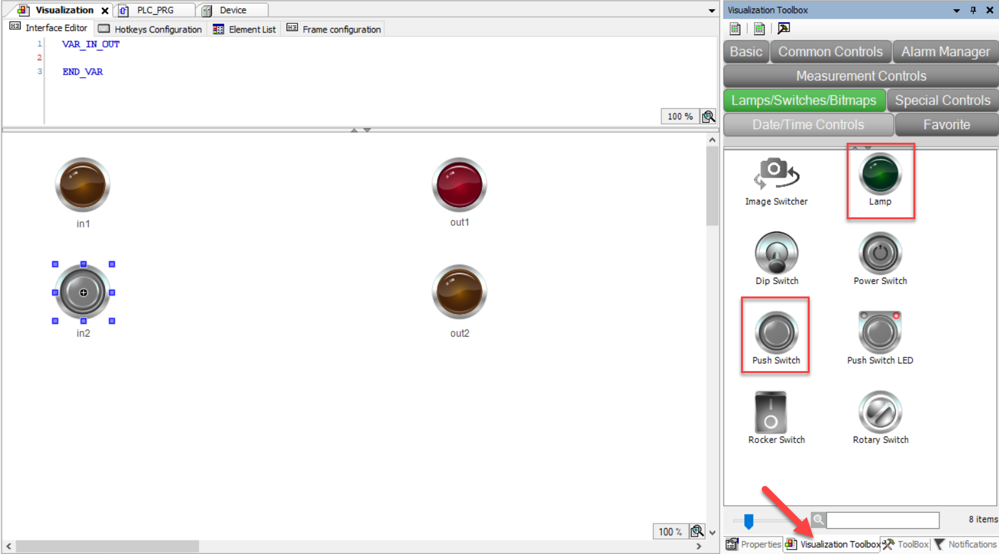 Visualization PLC_PRG Device
Interface Editor Hotkeys Configuration Element List Frame configuration
1 VAR_IN_OUT
2
3 END_VAR
100 %
in1
out1
in2
out2
100 %
Visualization Toolbox
Basic Common Controls Alarm Manager
Measurement Controls
Lamps/Switches/Bitmaps Special Controls
Date/Time Controls Favorite
Image Switcher Lamp
Dip Switch Power Switch
Push Switch Push Switch LED
Rocker Switch Rotary Switch
8 items
Properties Visualization Toolbox ToolBox Notifications